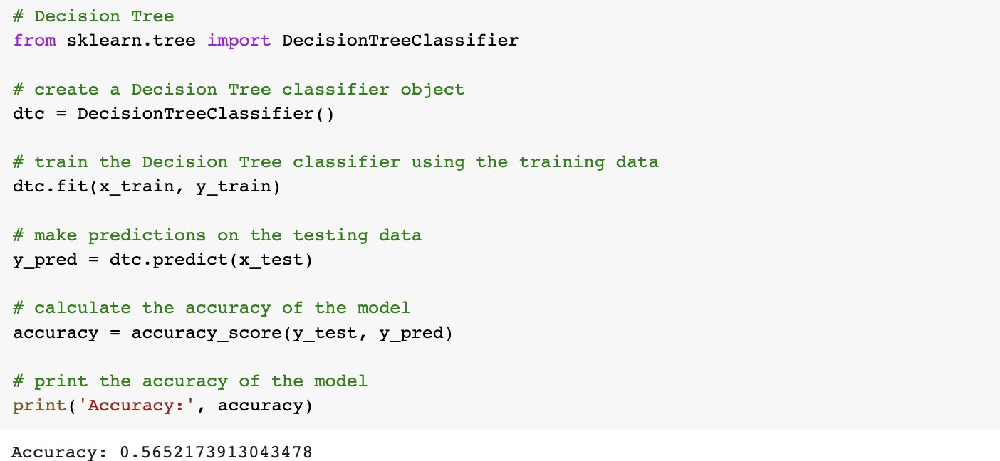 # Decision Tree
from sklearn.tree import DecisionTreeClassifier
# create a Decision Tree classifier object
dtc = DecisionTreeClassifier()
# train the Decision Tree classifier using the training data
dtc.fit(x_train, y_train)
# make predictions on the testing data
y_pred = dtc.predict(x_test)
# calculate the accuracy of the model
accuracy = accuracy_score(y_test, y_pred)
# print the accuracy of the model
print('Accuracy:', accuracy)
Accuracy: 0.5652173913043478